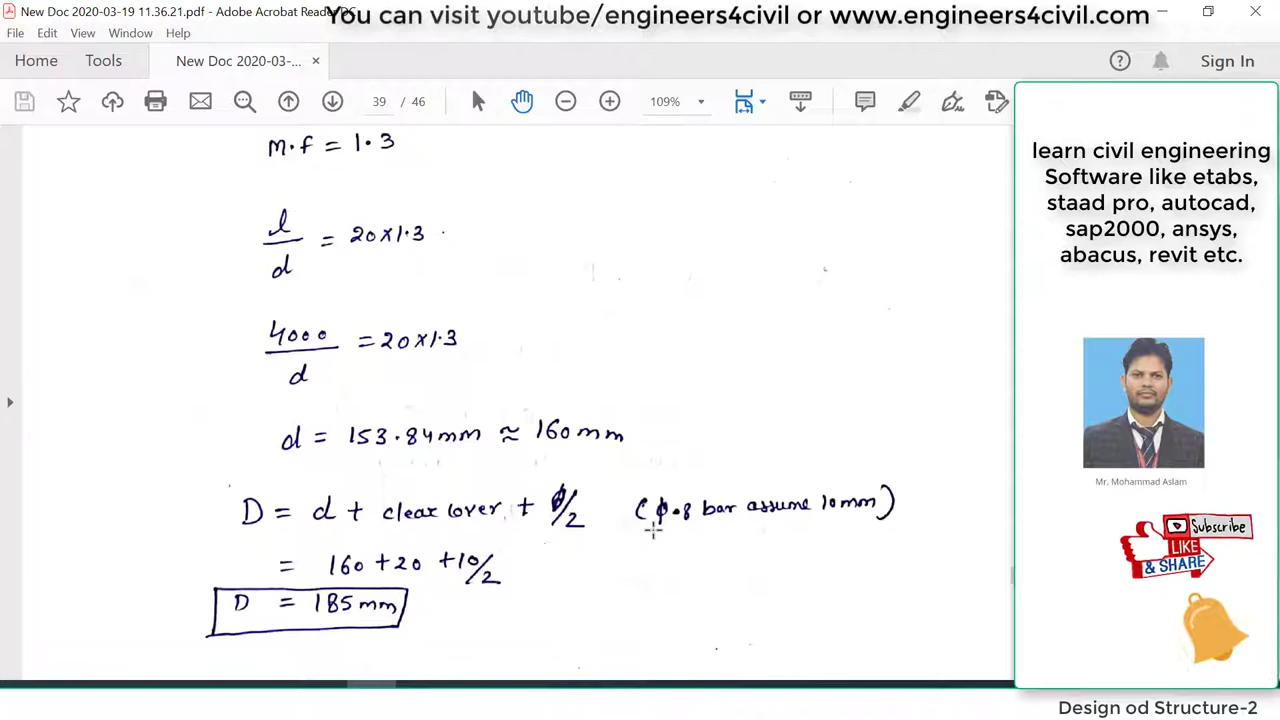 New Doc 2020-03-19 11.36.21.pdf - Adobe Acrobat Reader DC
You can visit youtube/engineers4civil or www.engineers4civil.com
File Edit View Window Help
Home Tools New Doc 2020-03-... × Sign In
39 / 46 109%
m.f = 1.3
l/d = 20×1.3
4000/d = 20×1.3
d = 153.84mm ≈ 160mm
D = d + clear cover + ϕ/2 (ϕ.8 bar assume 10mm)
= 160 +20 +10/2
D = 185mm
learn civil engineering
Software like etabs,
staad pro, autocad,
sap2000, ansys,
abacus, revit etc.
Mr. Mohammad Aslam
Subscribe
LIKE
& SHARE
Design od Structure-2